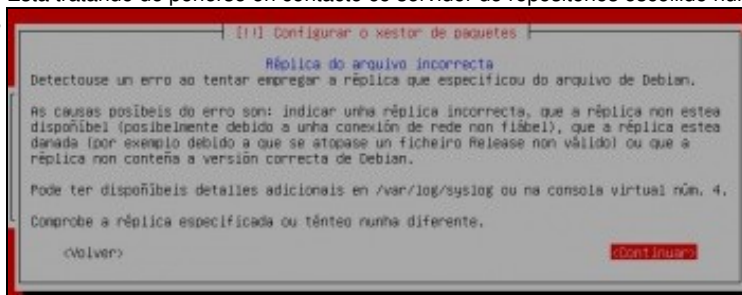 [!!] Configurar o xestor de paquetes
Réplica do arquivo incorrecta
Detectouse un erro ao tentar empregar a réplica que especificou do arquivo de Debian.
As causas posíbeis do erro son: indicar unha réplica incorrecta, que a réplica non estea
dispoñíbel (posibelmente debido a unha conexión de rede non fiábel), que a réplica estea
danada (por exemplo debido a que se atopase un ficheiro Release non válido) ou que a
réplica non conteña a versión correcta de Debian.
Pode ter dispoñíbeis detalles adicionais en /var/log/syslog ou na consola virtual núm. 4.
Comprobe a réplica especificada ou ténteo nunha diferente.
<Volver> <Continuar>